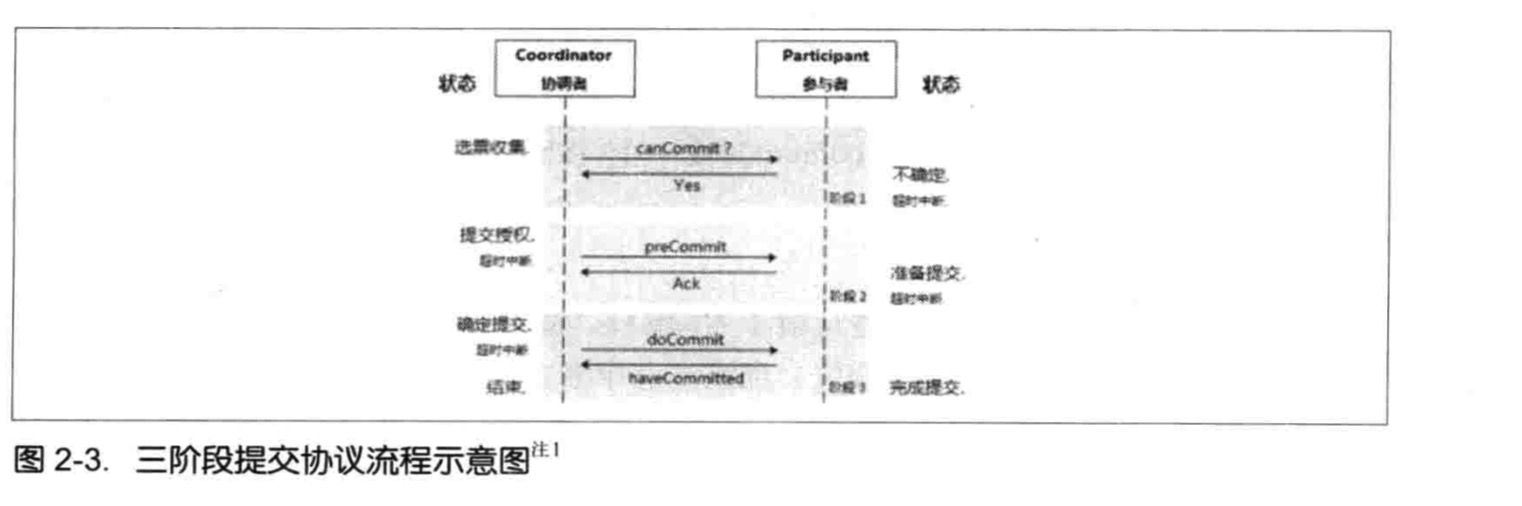 Coordinator
协调者
Participant
参与者
状态
状态
选票收集.
canCommit ?
Yes
不确定.
阶段 1
超时中断.
提交授权.
超时中断
preCommit
Ack
准备提交.
阶段 2
超时中断.
确定提交.
超时中断
doCommit
haveCommitted
结束.
阶段 3
完成提交.
图 2-3. 三阶段提交协议流程示意图注1